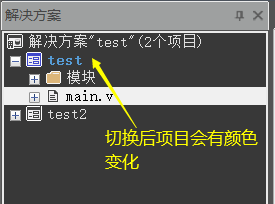 解决方案
解决方案"test"(2个项目)
test
模块
main.v
test2
切换后项目会有颜色
变化